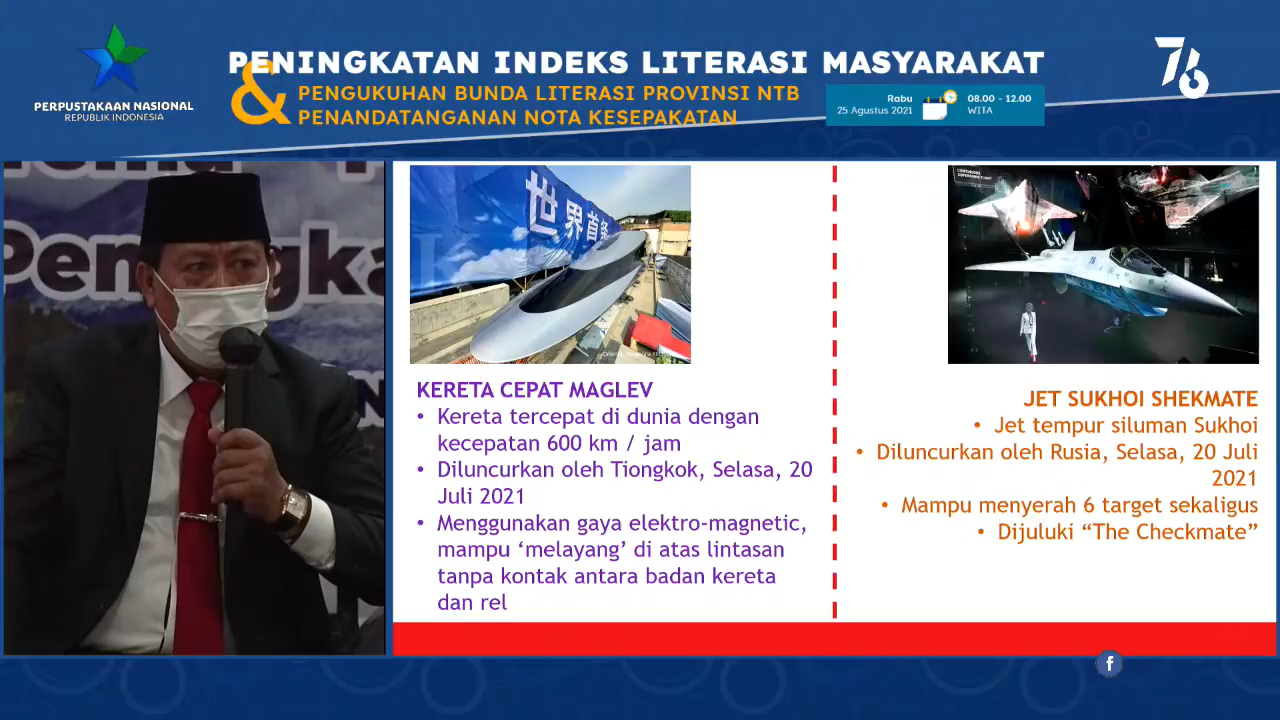 PERPUSTAKAAN NASIONAL
REPUBLIK INDONESIA
PENINGKATAN INDEKS LITERASI MASYARAKAT
&
PENGUKUHAN BUNDA LITERASI PROVINSI NTB
PENANDATANGANAN NOTA KESEPAKATAN
Rabu
25 Agustus 2021
08.00 - 12.00
WITA
76
世界首
KERETA CEPAT MAGLEV
• Kereta tercepat di dunia dengan
kecepatan 600 km / jam
• Diluncurkan oleh Tiongkok, Selasa, 20
Juli 2021
• Menggunakan gaya elektro-magnetic,
mampu ‘melayang’ di atas lintasan
tanpa kontak antara badan kereta
dan rel
JET SUKHOI SHEKMATE
• Jet tempur siluman Sukhoi
• Diluncurkan oleh Rusia, Selasa, 20 Juli
2021
• Mampu menyerah 6 target sekaligus
• Dijuluki “The Checkmate”
f